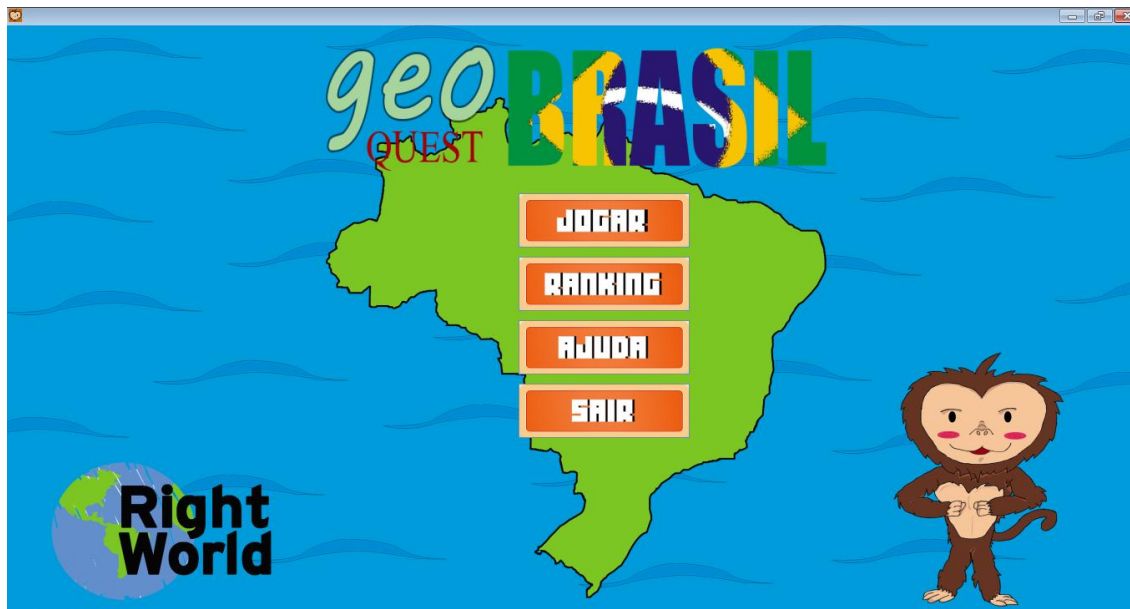 geo BRASIL
QUEST
JOGAR
RANKING
AJUDA
SAIR
Right
World